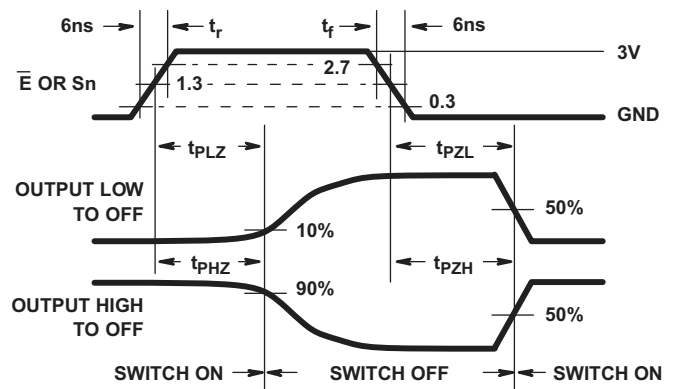 6ns tr tf 6ns
3V
2.7
E̅ OR Sn
1.3
0.3
GND
tPLZ tPZL
OUTPUT LOW
TO OFF
50%
10%
tPHZ tPZH
90%
OUTPUT HIGH
TO OFF
50%
SWITCH ON SWITCH OFF SWITCH ON